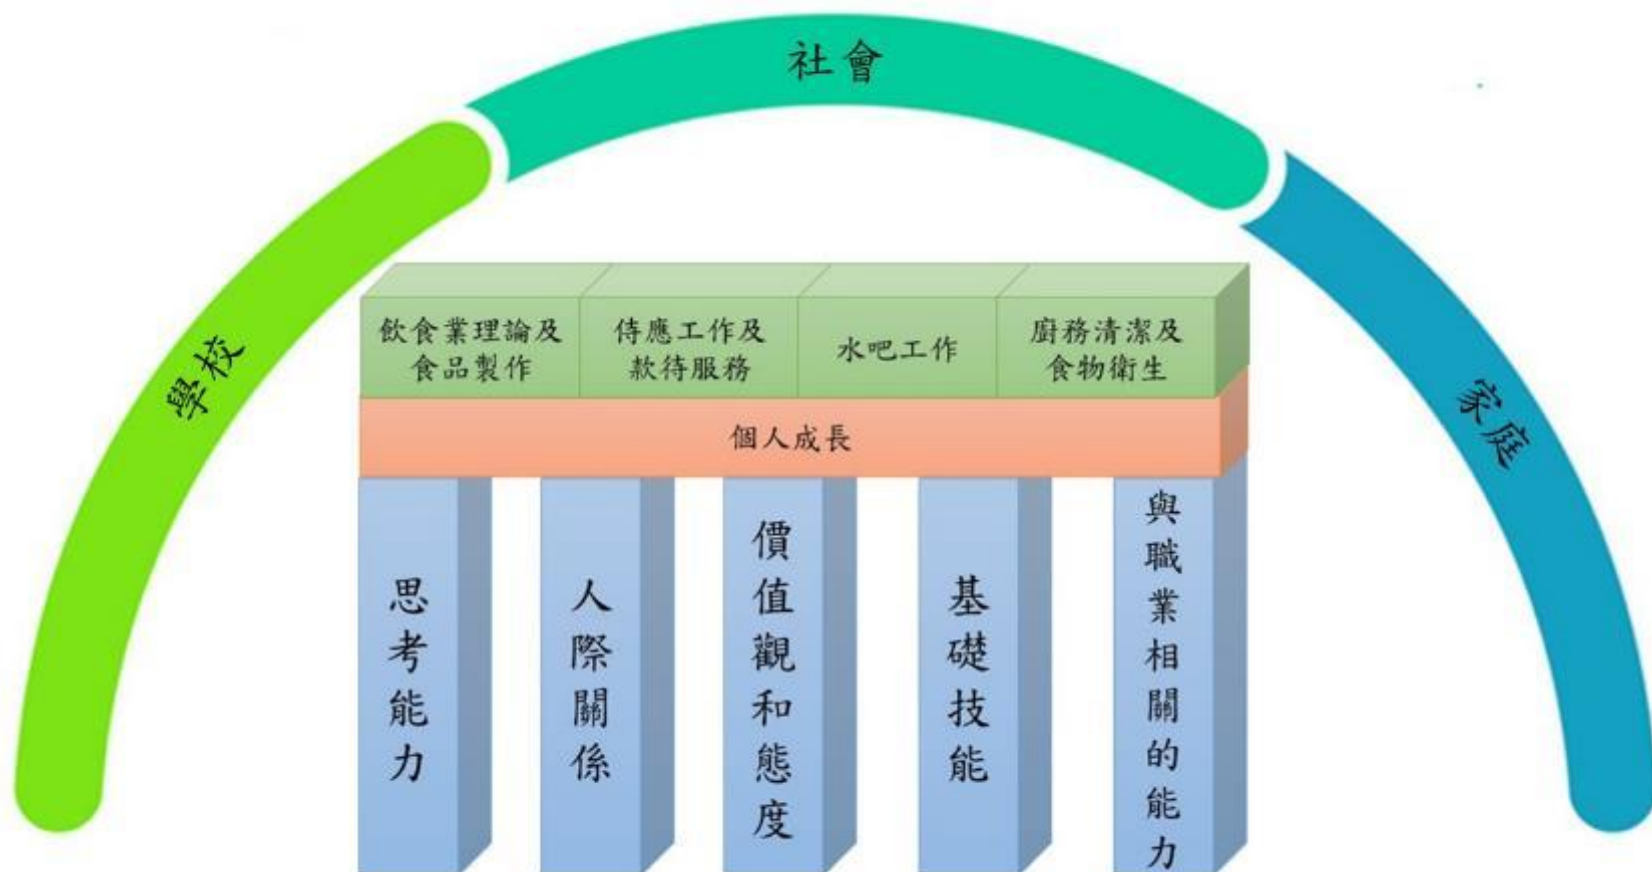 社會
學校
家庭
飲食業理論及
食品製作
侍應工作及
款待服務
水吧工作
廚務清潔及
食物衛生
個人成長
思考能力
人際關係
價值觀和態度
基礎技能
與職業相關的能力